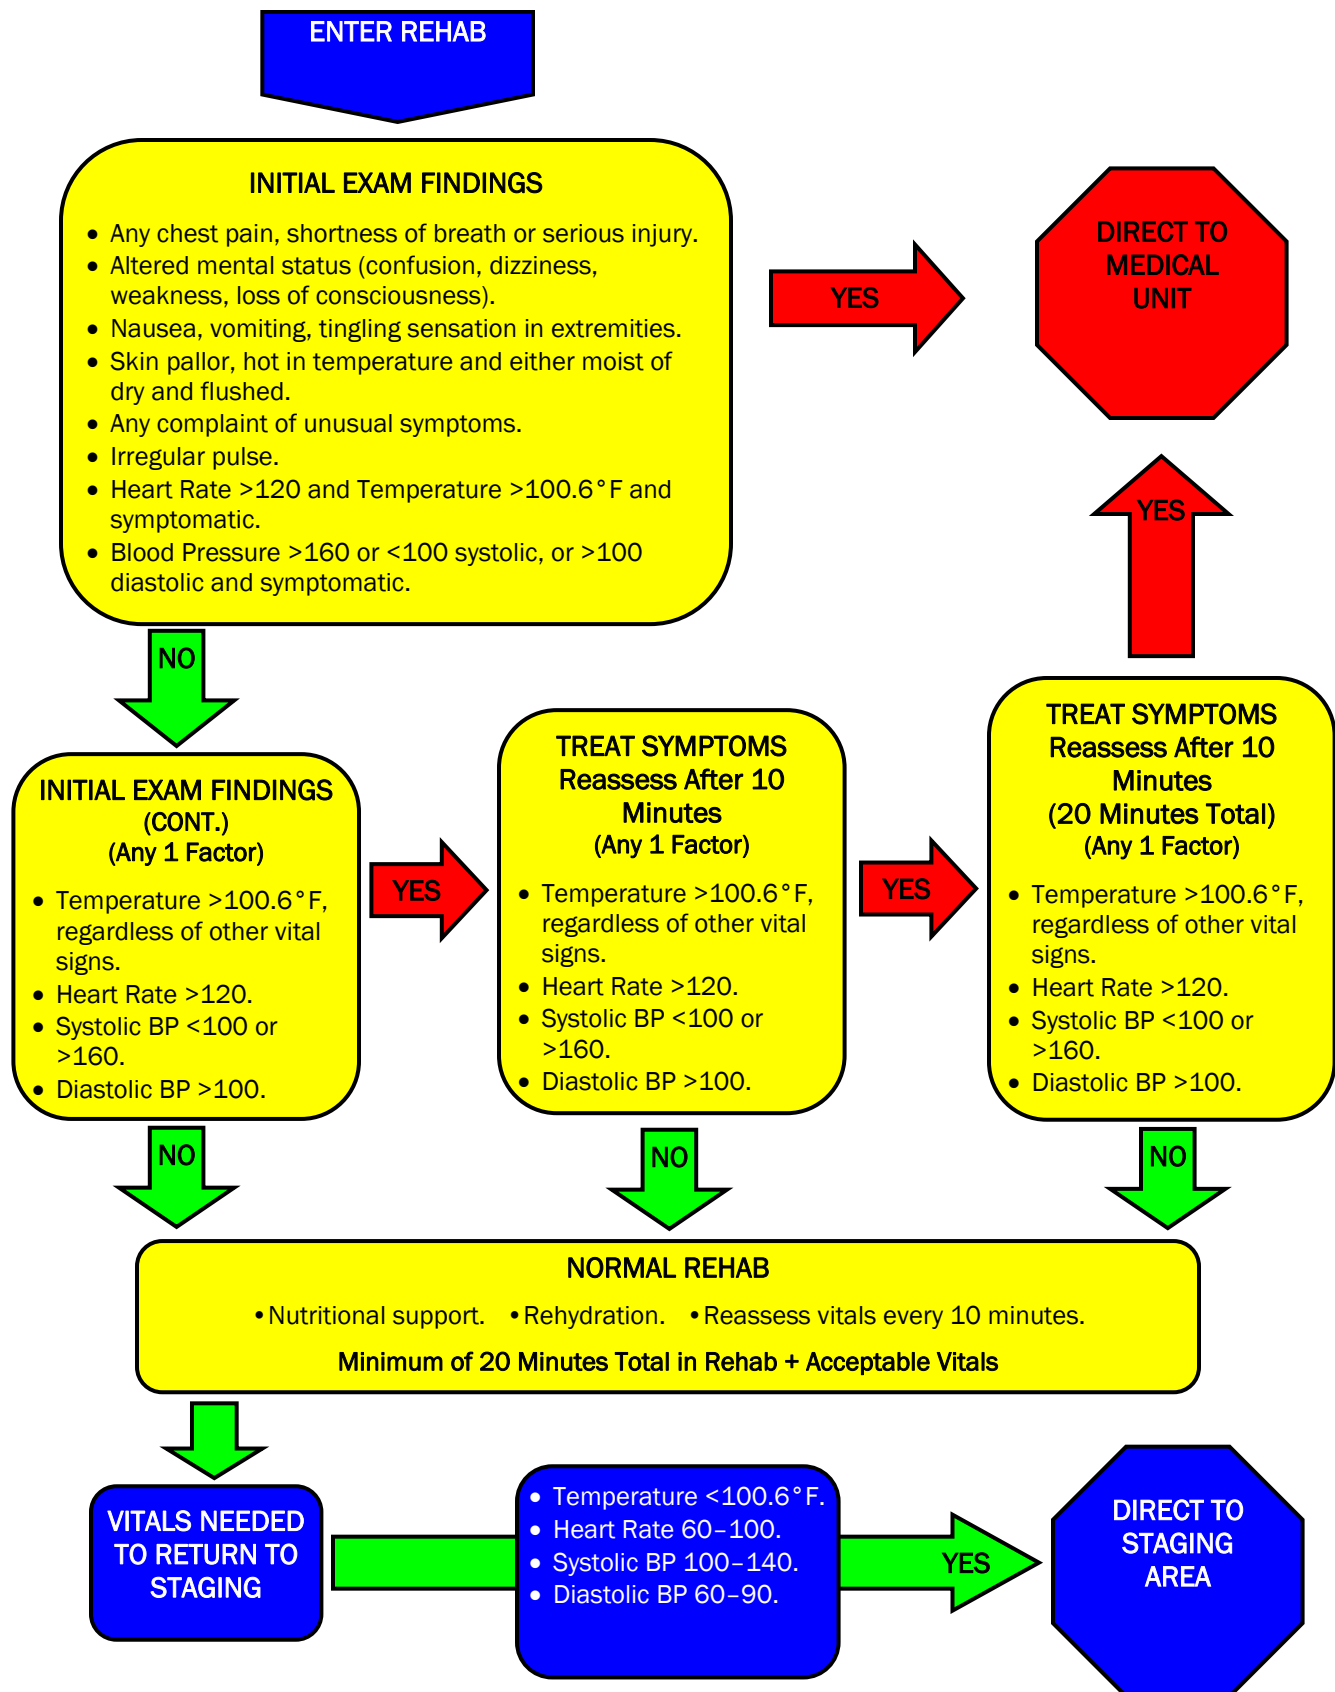 ENTER REHAB
INITIAL EXAM FINDINGS
• Any chest pain, shortness of breath or serious injury.
• Altered mental status (confusion, dizziness,
weakness, loss of consciousness).
• Nausea, vomiting, tingling sensation in extremities.
• Skin pallor, hot in temperature and either moist of
dry and flushed.
• Any complaint of unusual symptoms.
• Irregular pulse.
• Heart Rate >120 and Temperature >100.6°F and
symptomatic.
• Blood Pressure >160 or <100 systolic, or >100
diastolic and symptomatic.
YES
DIRECT TO
MEDICAL
UNIT
YES
NO
INITIAL EXAM FINDINGS
(CONT.)
(Any 1 Factor)
• Temperature >100.6°F,
regardless of other vital
signs.
• Heart Rate >120.
• Systolic BP <100 or
>160.
• Diastolic BP >100.
YES
TREAT SYMPTOMS
Reassess After 10
Minutes
(Any 1 Factor)
• Temperature >100.6°F,
regardless of other vital
signs.
• Heart Rate >120.
• Systolic BP <100 or
>160.
• Diastolic BP >100.
YES
TREAT SYMPTOMS
Reassess After 10
Minutes
(20 Minutes Total)
(Any 1 Factor)
• Temperature >100.6°F,
regardless of other vital
signs.
• Heart Rate >120.
• Systolic BP <100 or
>160.
• Diastolic BP >100.
NO
NO
NO
NORMAL REHAB
• Nutritional support. • Rehydration. • Reassess vitals every 10 minutes.
Minimum of 20 Minutes Total in Rehab + Acceptable Vitals
VITALS NEEDED
TO RETURN TO
STAGING
• Temperature <100.6°F.
• Heart Rate 60–100.
• Systolic BP 100–140.
• Diastolic BP 60–90.
YES
DIRECT TO
STAGING
AREA